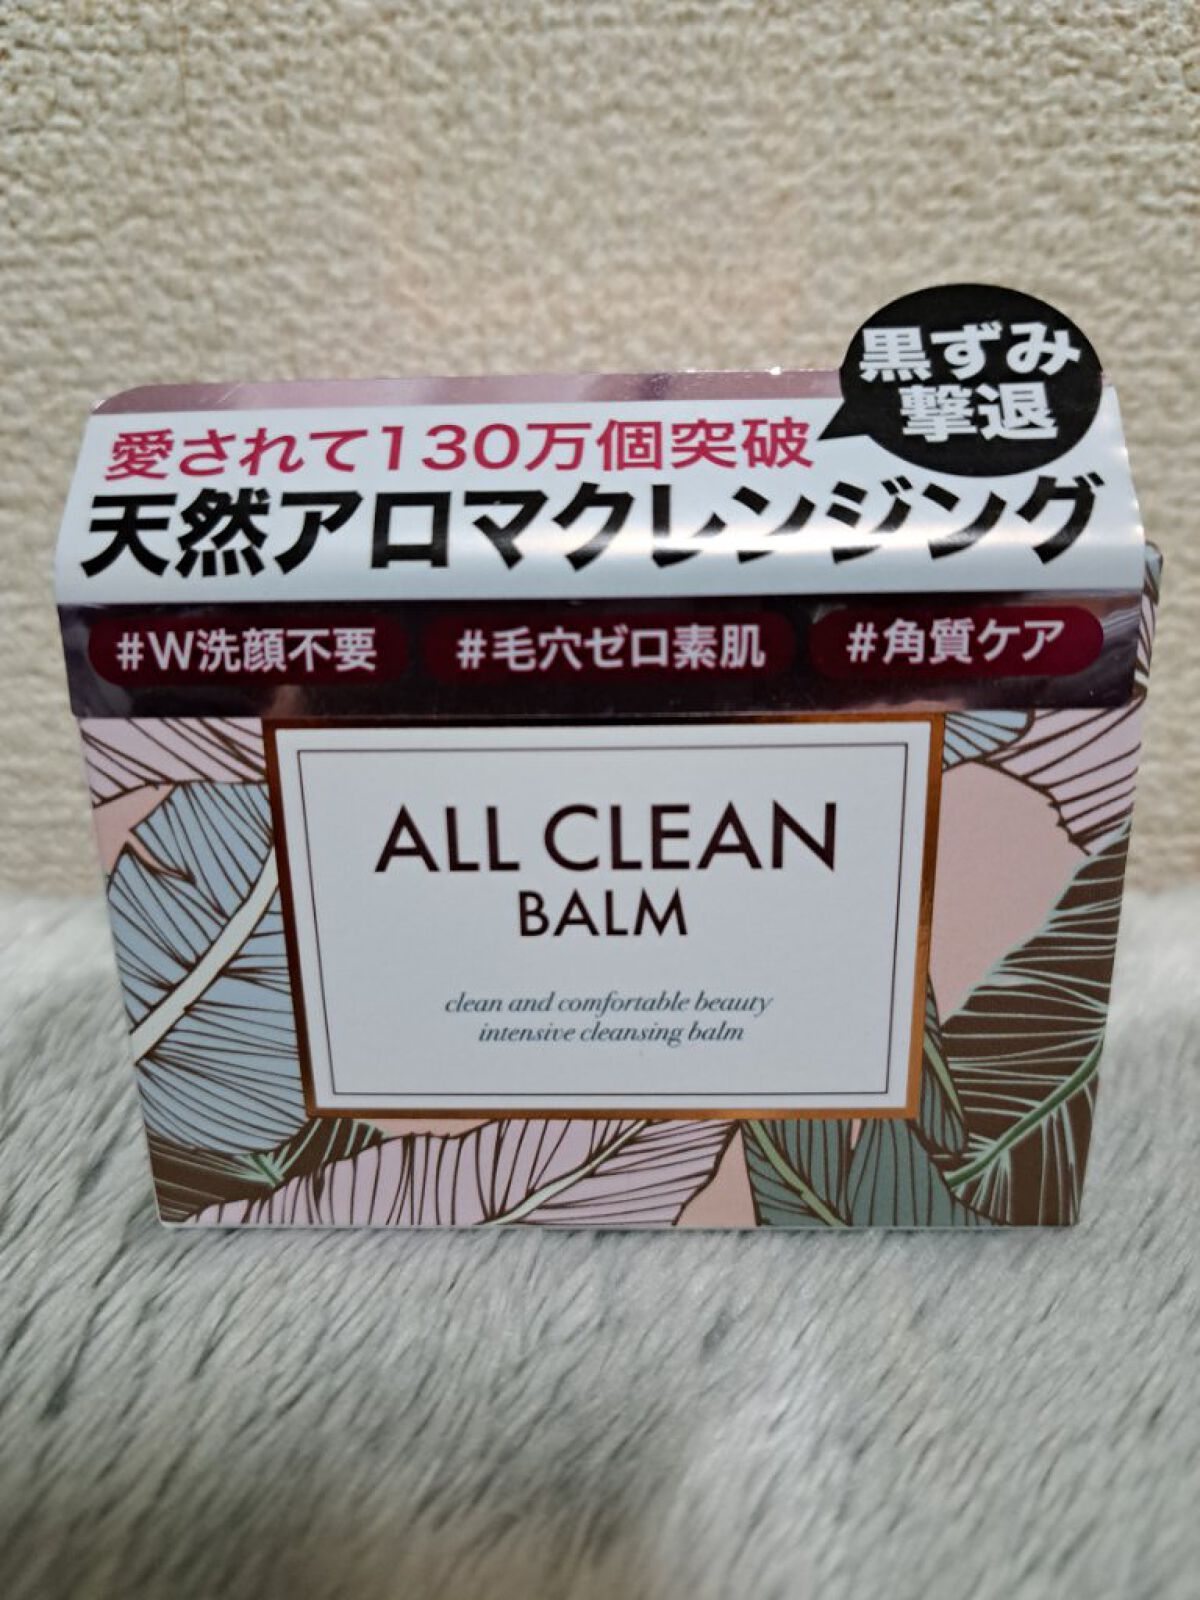 黒ずみ
撃退
愛されて130万個突破
天然アロマクレンジング
#W洗顔不要 #毛穴ゼロ素肌 #角質ケア
ALL CLEAN
BALM
clean and comfortable beauty
intensive cleansing balm